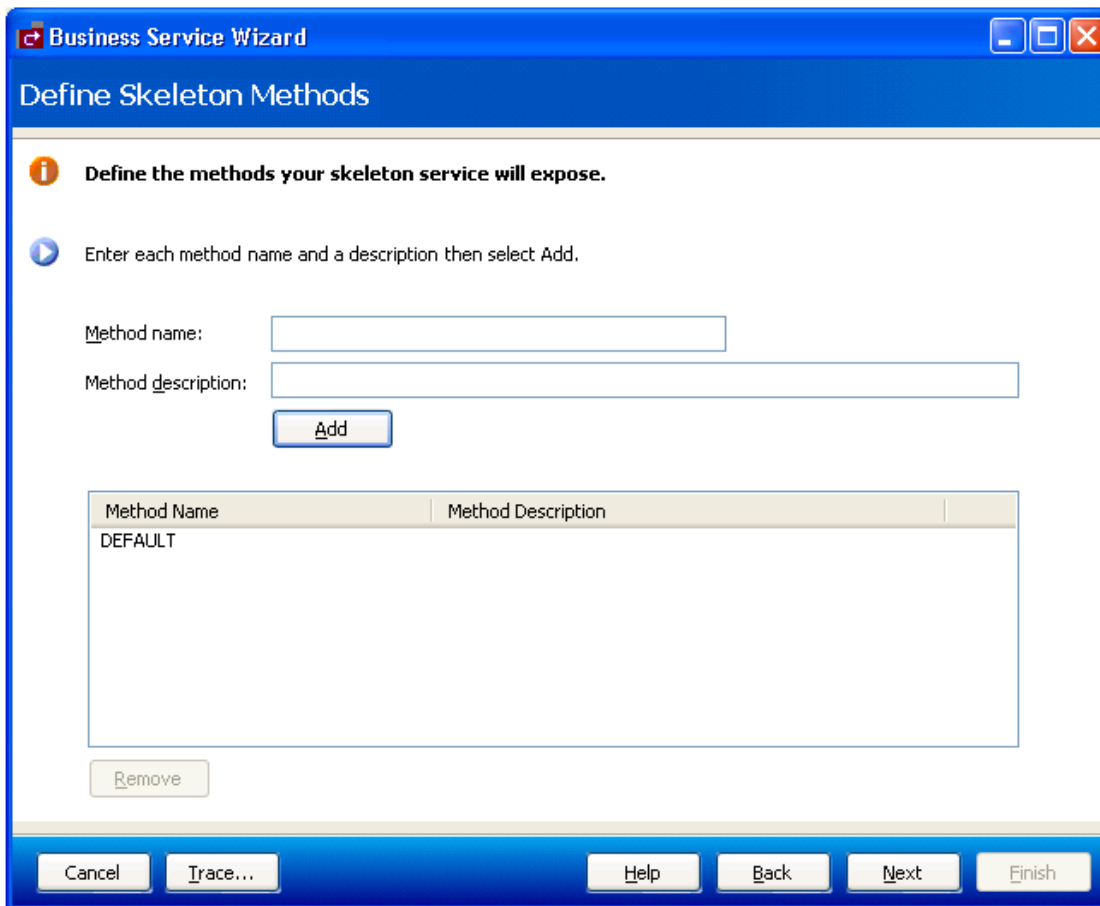 Business Service Wizard
Define Skeleton Methods
Define the methods your skeleton service will expose.
Enter each method name and a description then select Add.
Method name:
Method description:
Add
Method Name Method Description
DEFAULT
Remove
Cancel Trace... Help Back Next Finish